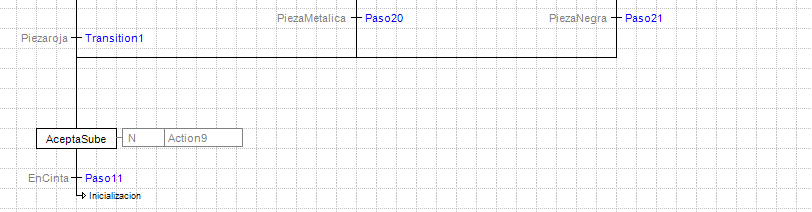 PiezaMetalica Paso20
PiezaNegra Paso21
Piezaroja Transition1
AceptaSube N Action9
EnCinta Paso11
Inicializacion